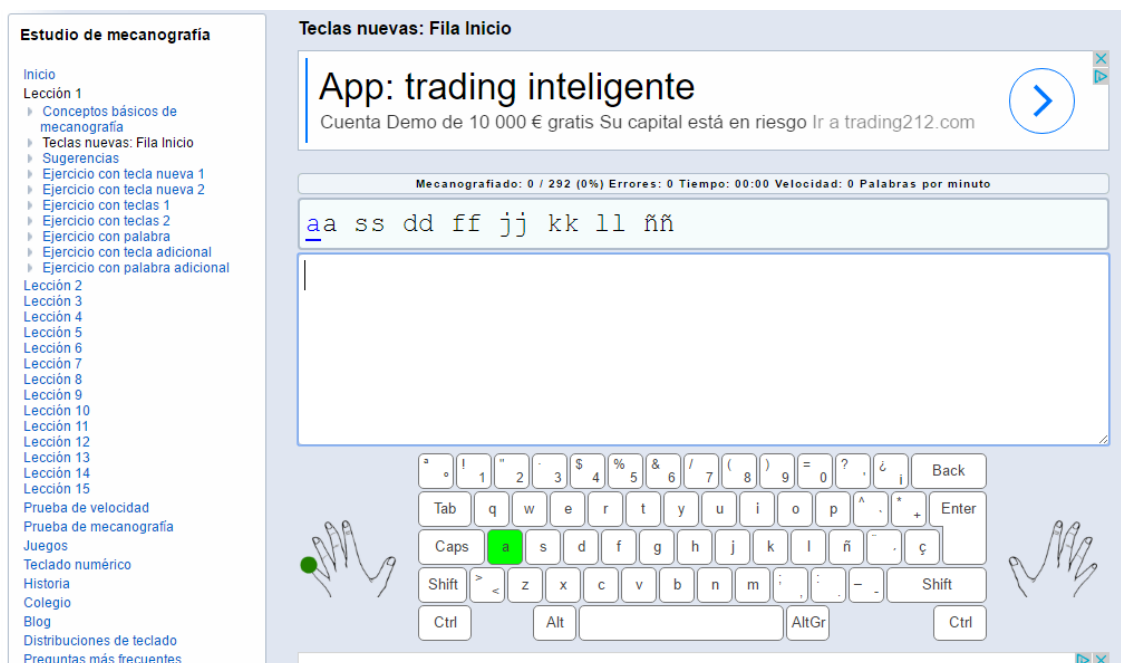 Estudio de mecanografía
Inicio
Lección 1
Conceptos básicos de
mecanografía
Teclas nuevas: Fila Inicio
Sugerencias
Ejercicio con tecla nueva 1
Ejercicio con tecla nueva 2
Ejercicio con teclas 1
Ejercicio con teclas 2
Ejercicio con palabra
Ejercicio con tecla adicional
Ejercicio con palabra adicional
Lección 2
Lección 3
Lección 4
Lección 5
Lección 6
Lección 7
Lección 8
Lección 9
Lección 10
Lección 11
Lección 12
Lección 13
Lección 14
Lección 15
Prueba de velocidad
Prueba de mecanografía
Juegos
Teclado numérico
Historia
Colegio
Blog
Distribuciones de teclado
Preguntas más frecuentes
Teclas nuevas: Fila Inicio
App: trading inteligente
Cuenta Demo de 10 000 € gratis Su capital está en riesgo Ir a trading212.com
Mecanografiado: 0 / 292 (0%) Errores: 0 Tiempo: 00:00 Velocidad: 0 Palabras por minuto
aa ss dd ff jj kk ll ññ
ª º ! 1 " 2 · 3 $ 4 % 5 & 6 / 7 ( 8 ) 9 = 0 ? ' ¿ ¡ Back
Tab q w e r t y u i o p ^ ` * + Enter
Caps a s d f g h j k l ñ ¨ ´ ç
Shift > < z x c v b n m ; , : . _ - Shift
Ctrl Alt AltGr Ctrl